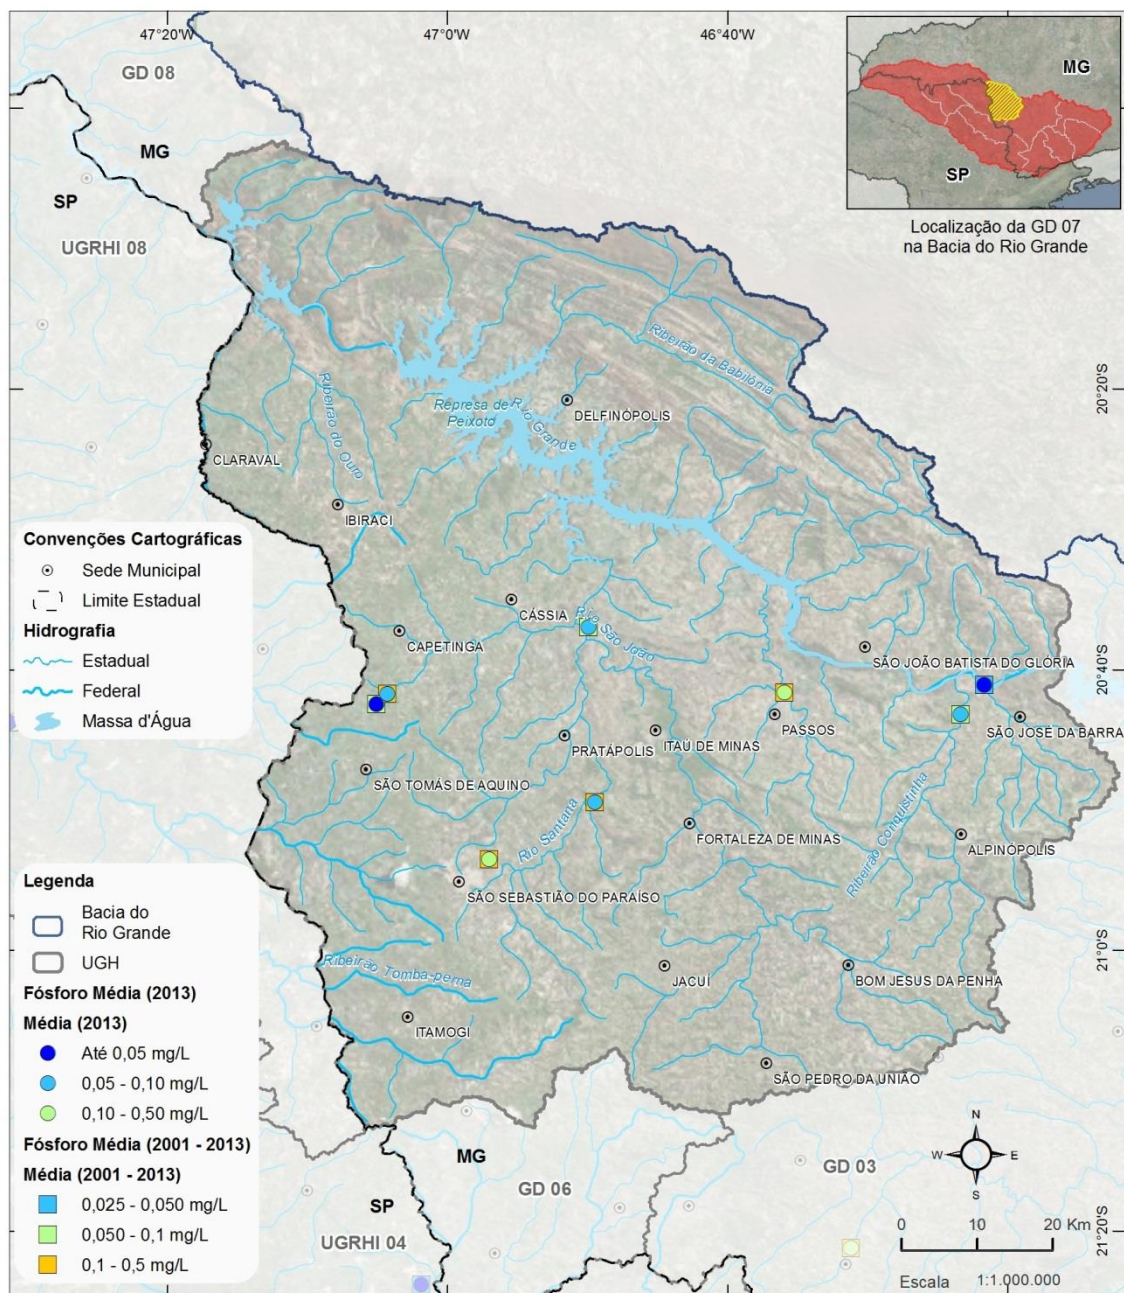 47°20'W
47°0'W
46°40'W
GD 08
MG
SP
UGRHI 08
MG
SP
Localização da GD 07
na Bacia do Rio Grande
Ribeirão da Babilônia
20°20'S
Ribeirão do Ouro
Represa de
Peixoto
Rio Grande
DELFINÓPOLIS
CLARAVAL
IBIRACI
Convenções Cartográficas
Sede Municipal
Limite Estadual
Hidrografia
Estadual
Federal
Massa d'Água
CÁSSIA
Rio São João
CAPETINGA
SÃO JOÃO BATISTA DO GLÓRIA
20°40'S
PASSOS
SÃO JOSÉ DA BARRA
PRATÁPOLIS
ITAÚ DE MINAS
SÃO TOMÁS DE AQUINO
Rio Santana
FORTALEZA DE MINAS
Ribeirão Conquistinha
ALPINÓPOLIS
SÃO SEBASTIÃO DO PARAÍSO
Legenda
Bacia do
Rio Grande
UGH
Fósforo Média (2013)
Média (2013)
Até 0,05 mg/L
0,05 - 0,10 mg/L
0,10 - 0,50 mg/L
Fósforo Média (2001 - 2013)
Média (2001 - 2013)
0,025 - 0,050 mg/L
0,050 - 0,1 mg/L
0,1 - 0,5 mg/L
21°0'S
Ribeirão Tomba-perna
JACUÍ
BOM JESUS DA PENHA
ITAMOGI
SÃO PEDRO DA UNIÃO
MG
GD 06
GD 03
SP
UGRHI 04
N
W
E
S
0 10 20 Km
Escala 1:1.000.000
21°20'S